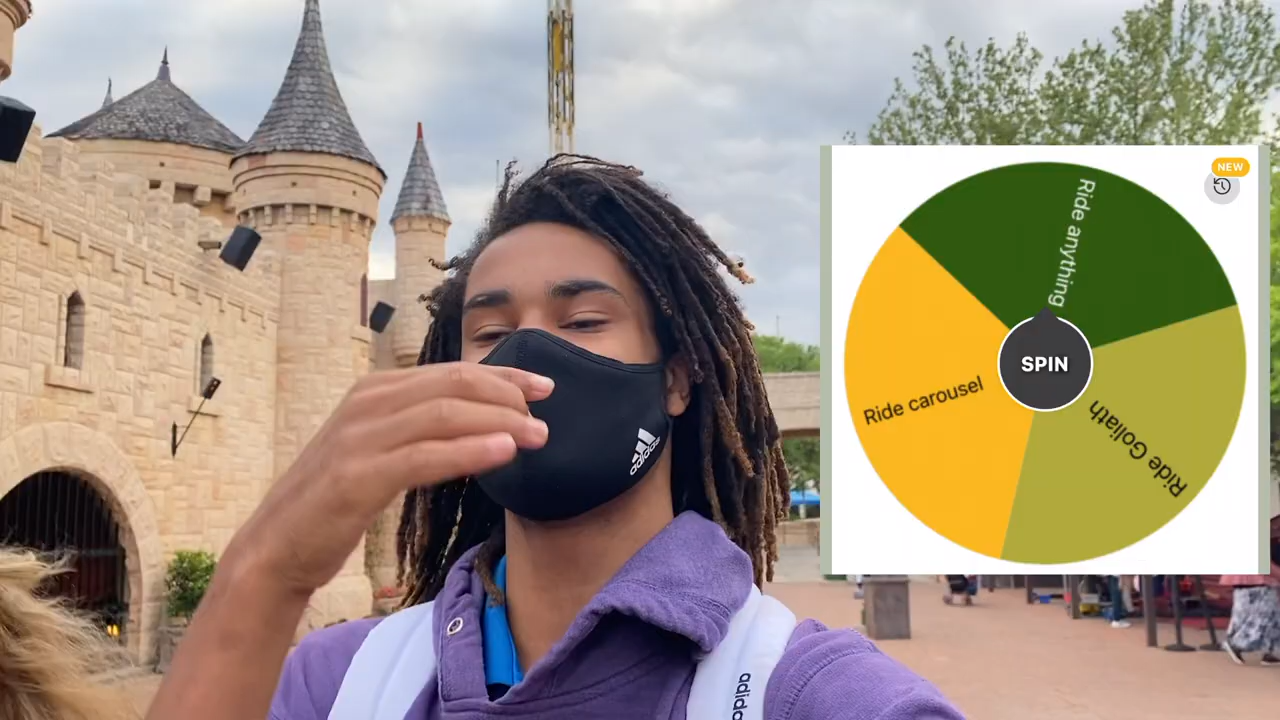 NEW
Ride anything
SPIN
Ride carousel
Ride Goliath
adidas
adidas